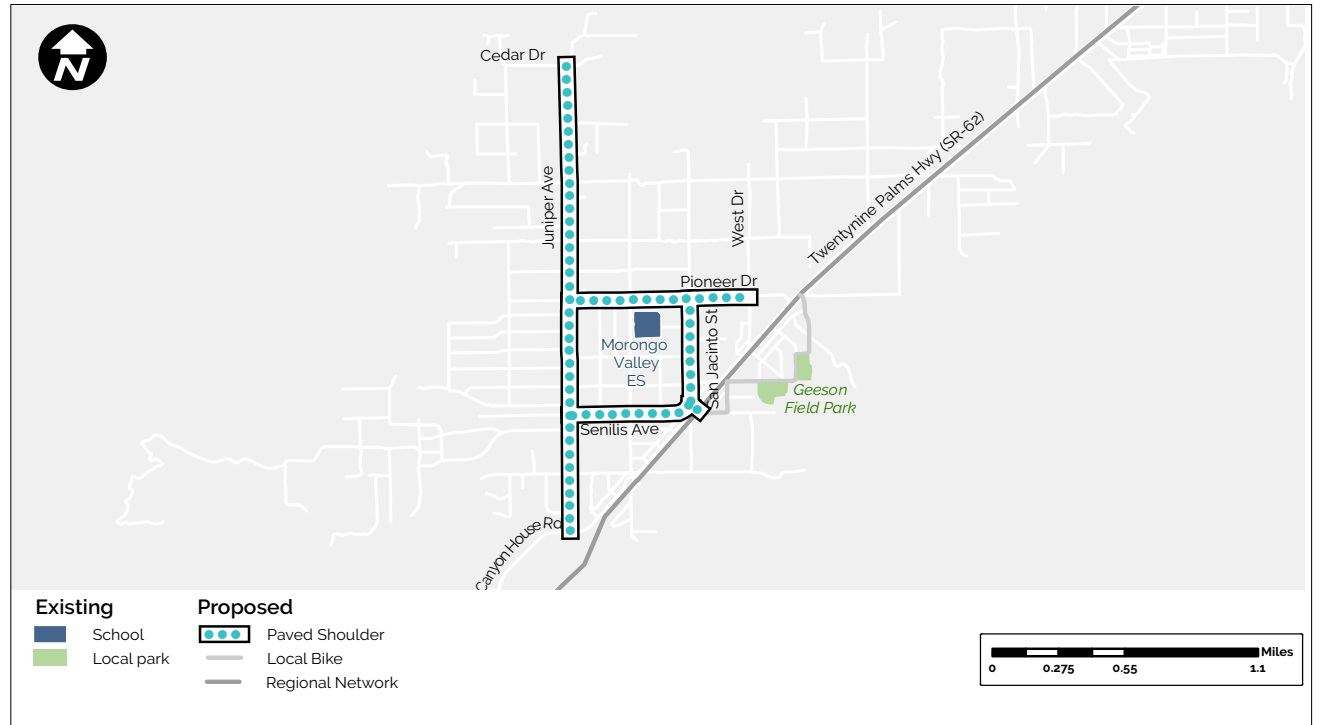 N
Cedar Dr
Juniper Ave
West Dr
Twentynine Palms Hwy (SR-62)
Pioneer Dr
San Jacinto St
Morongo
Valley
ES
Geeson
Field Park
Senilis Ave
Canyon House Rd
Existing
School
Local park
Proposed
Paved Shoulder
Local Bike
Regional Network
Miles
0 0.275 0.55 1.1